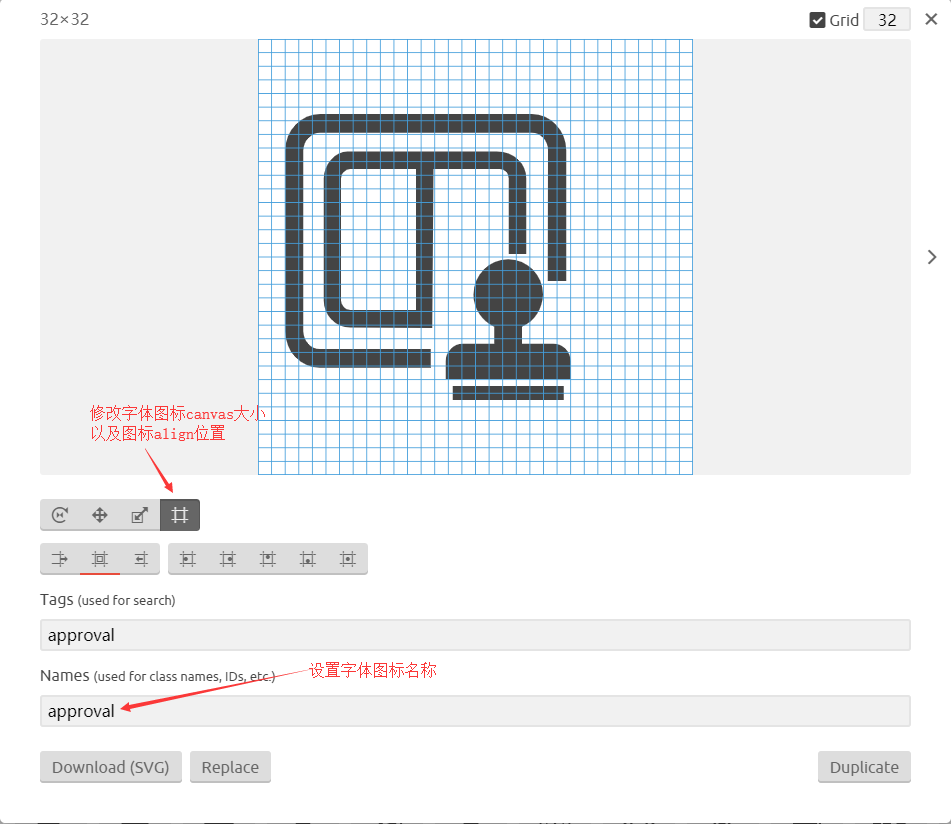 32×32
Grid 32
修改字体图标canvas大小
以及图标align位置
Tags (used for search)
approval
Names (used for class names, IDs, etc.)
设置字体图标名称
approval
Download (SVG)
Replace
Duplicate